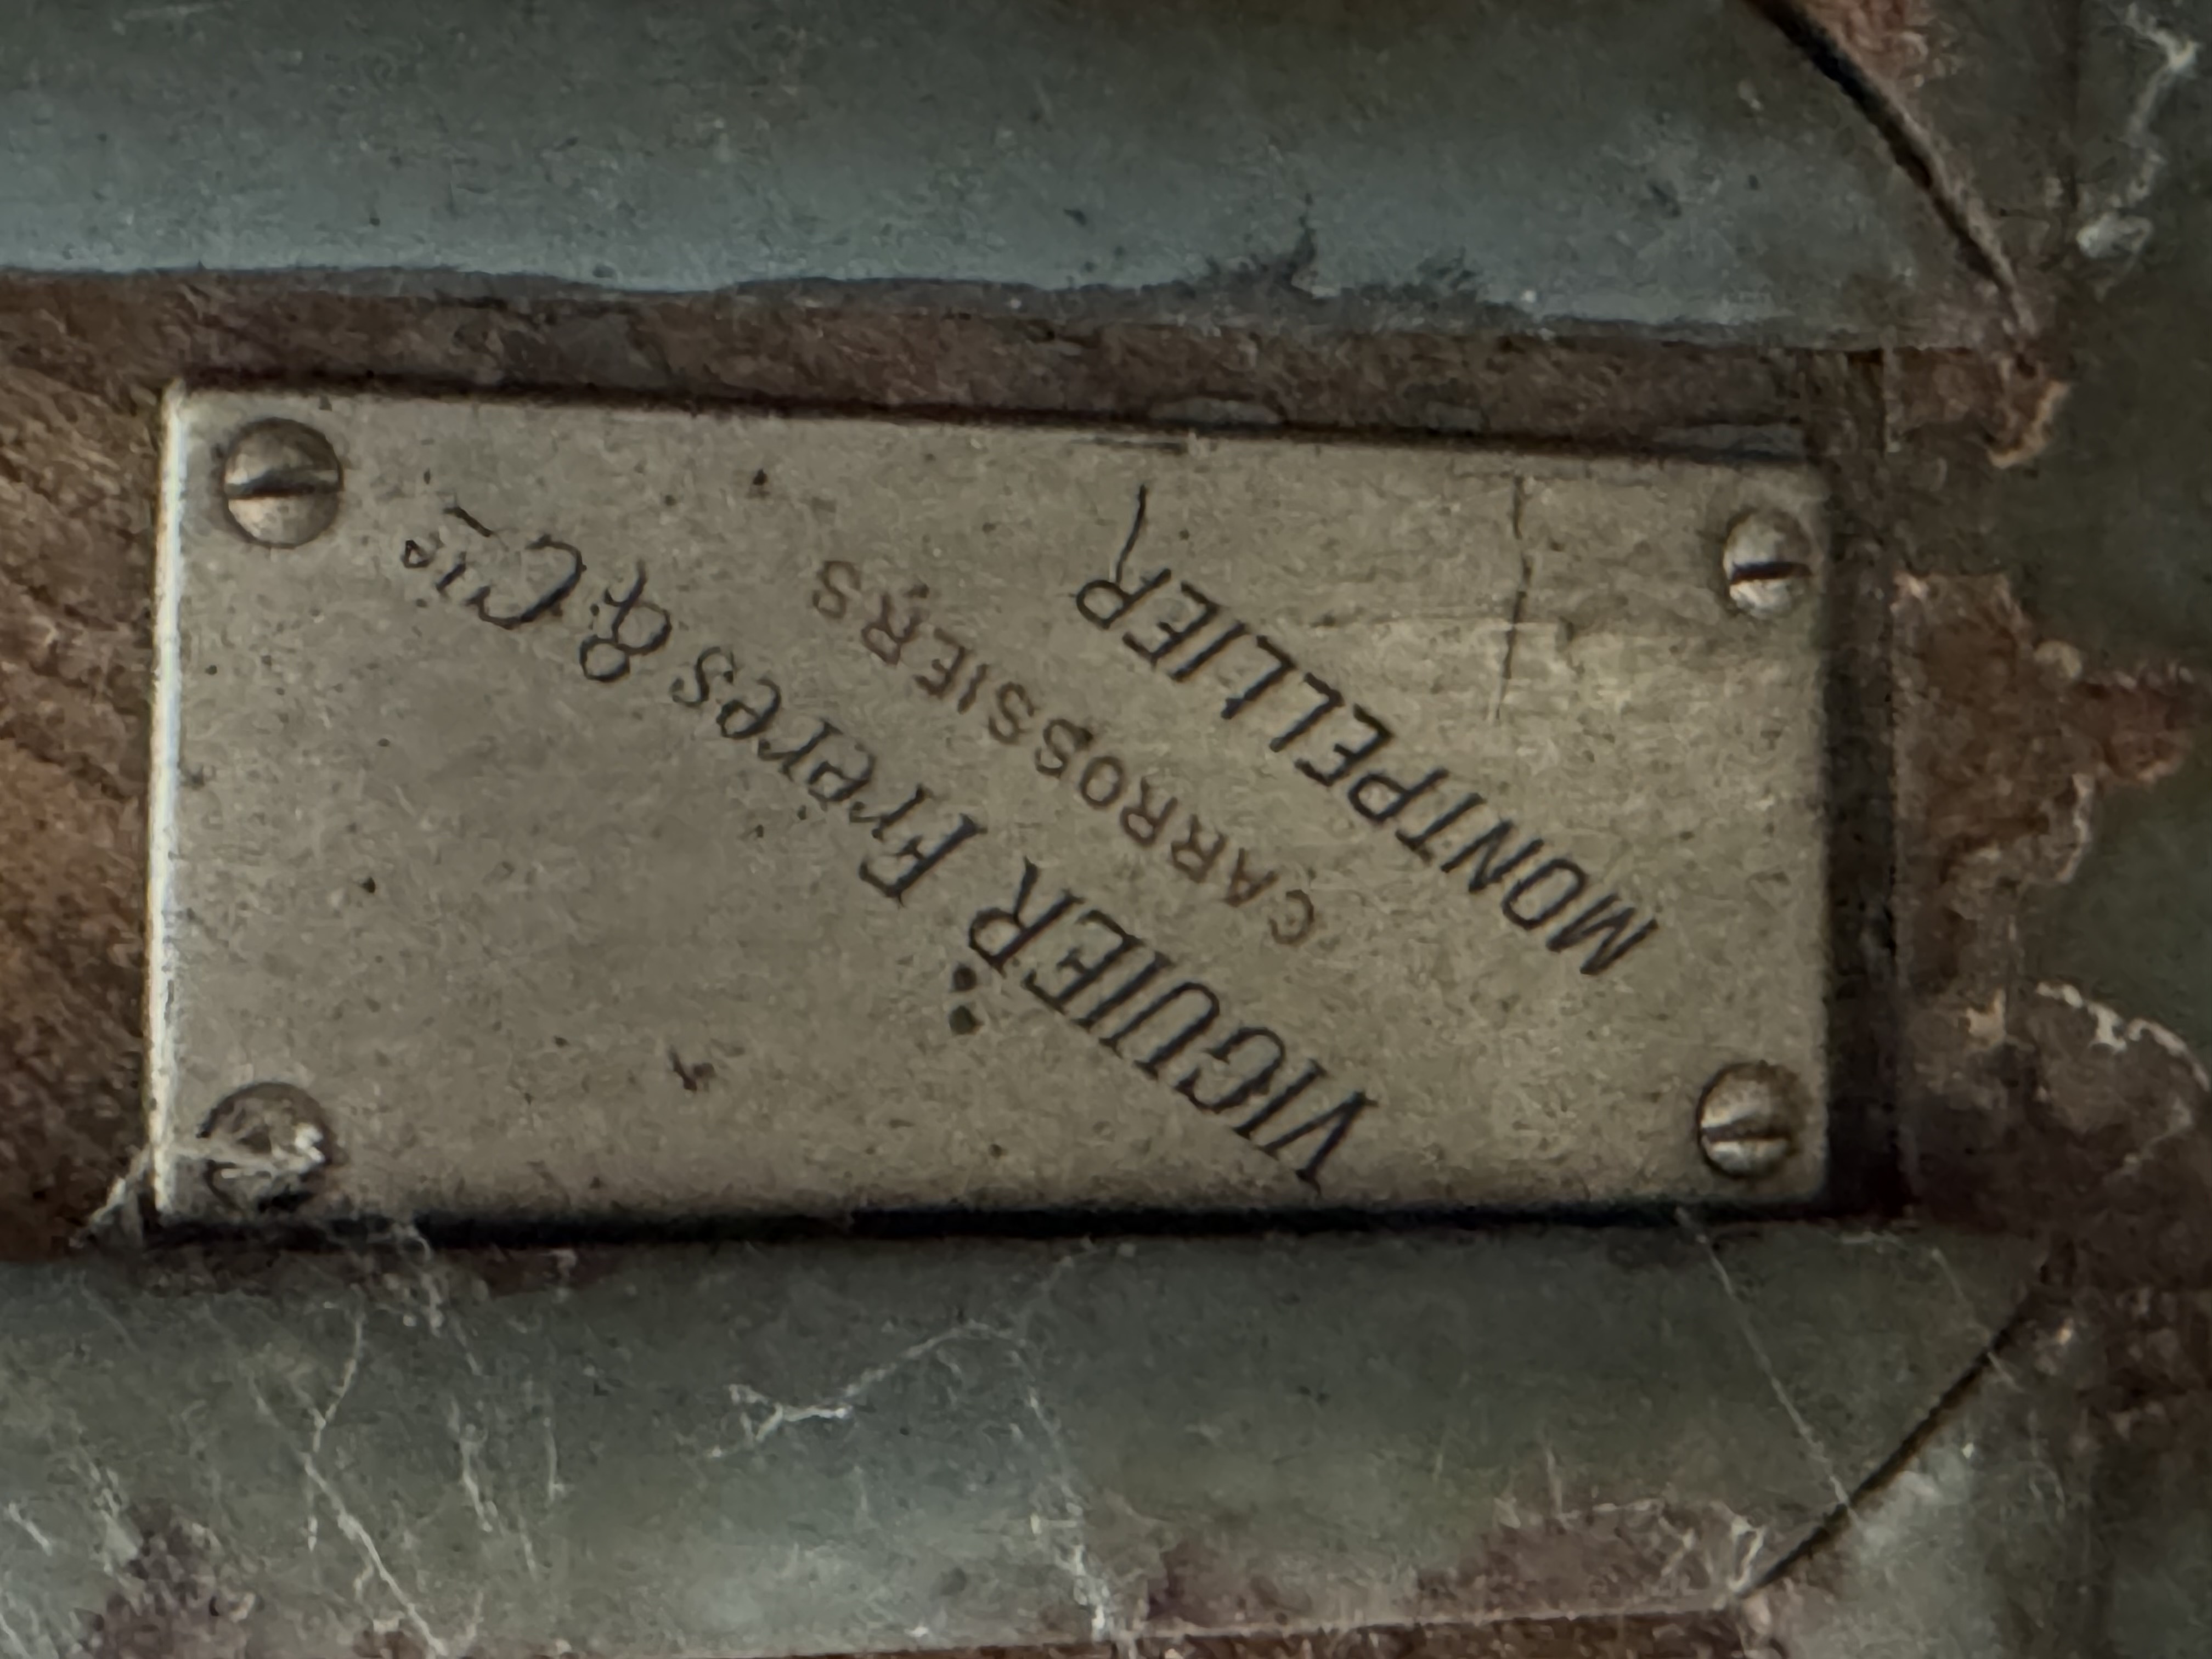 VIGUIER Frères & Cie
CARROSSIERS
MONTPELLIER